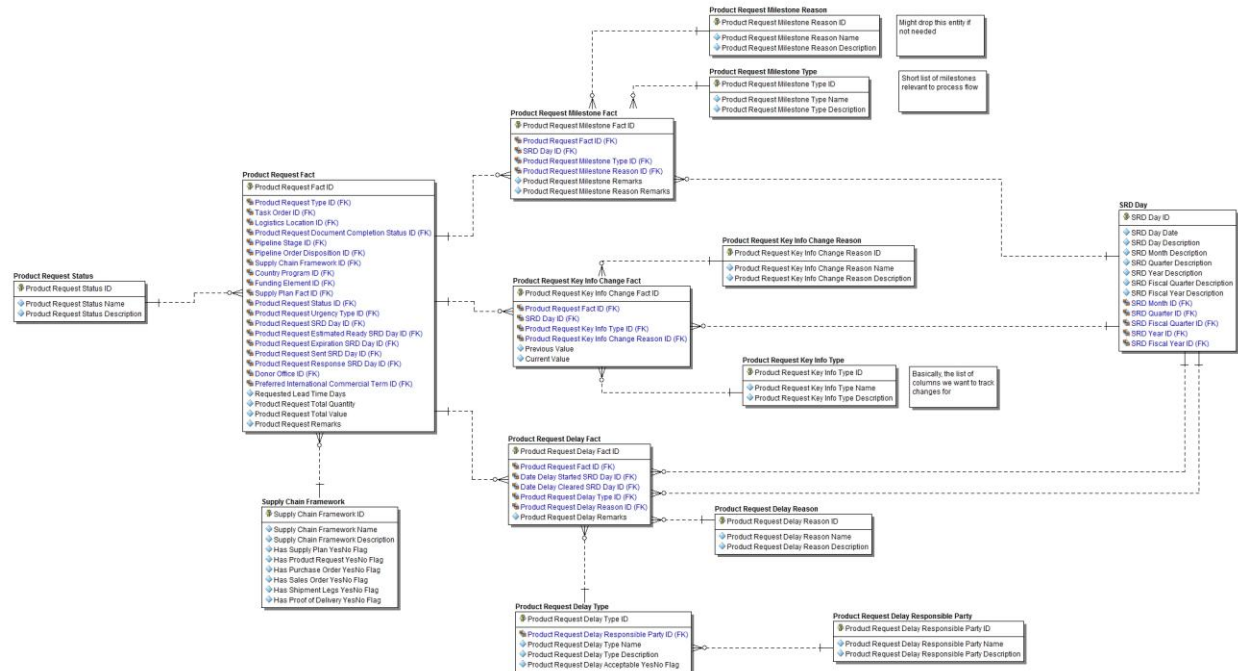 Product Request Milestone Reason
Product Request Milestone Reason ID
Product Request Milestone Reason Name
Product Request Milestone Reason Description
Might drop this entity if
not needed
Product Request Milestone Type
Product Request Milestone Type ID
Product Request Milestone Type Name
Product Request Milestone Type Description
Short list of milestones
relevant to process flow
Product Request Milestone Fact
Product Request Milestone Fact ID
Product Request Fact ID (FK)
SRD Day ID (FK)
Product Request Milestone Type ID (FK)
Product Request Milestone Reason ID (FK)
Product Request Milestone Remarks
Product Request Milestone Reason Remarks
Product Request Fact
Product Request Fact ID
Product Request Type ID (FK)
Task Order ID (FK)
Logistics Location ID (FK)
Product Request Document Completion Status ID (FK)
Pipeline Stage ID (FK)
Pipeline Order Disposition ID (FK)
Supply Chain Framework ID (FK)
Country Program ID (FK)
Funding Element ID (FK)
Supply Plan Fact ID (FK)
Product Request Status ID (FK)
Product Request Urgency Type ID (FK)
Product Request SRD Day ID (FK)
Product Request Estimated Ready SRD Day ID (FK)
Product Request Expiration SRD Day ID (FK)
Product Request Sent SRD Day ID (FK)
Product Request Response SRD Day ID (FK)
Donor Office ID (FK)
Preferred International Commercial Term ID (FK)
Requested Lead Time Days
Product Request Total Quantity
Product Request Total Value
Product Request Remarks
SRD Day
SRD Day ID
SRD Day Date
SRD Day Description
SRD Month Description
SRD Quarter Description
SRD Year Description
SRD Fiscal Quarter Description
SRD Fiscal Year Description
SRD Month ID (FK)
SRD Quarter ID (FK)
SRD Fiscal Quarter ID (FK)
SRD Year ID (FK)
SRD Fiscal Year ID (FK)
Product Request Status
Product Request Status ID
Product Request Status Name
Product Request Status Description
Product Request Key Info Change Reason
Product Request Key Info Change Reason ID
Product Request Key Info Change Reason Name
Product Request Key Info Change Reason Description
Product Request Key Info Change Fact
Product Request Key Info Change Fact ID
Product Request Fact ID (FK)
SRD Day ID (FK)
Product Request Key Info Type ID (FK)
Product Request Key Info Change Reason ID (FK)
Previous Value
Current Value
Product Request Key Info Type
Product Request Key Info Type ID
Product Request Key Info Type Name
Product Request Key Info Type Description
Basically, the list of
columns we want to track
changes for
Product Request Delay Fact
Product Request Delay Fact ID
Product Request Fact ID (FK)
Date Delay Started SRD Day ID (FK)
Date Delay Cleared SRD Day ID (FK)
Product Request Delay Type ID (FK)
Product Request Delay Reason ID (FK)
Product Request Delay Remarks
Supply Chain Framework
Supply Chain Framework ID
Supply Chain Framework Name
Supply Chain Framework Description
Has Supply Plan YesNo Flag
Has Product Request YesNo Flag
Has Purchase Order YesNo Flag
Has Sales Order YesNo Flag
Has Shipment Legs YesNo Flag
Has Proof of Delivery YesNo Flag
Product Request Delay Reason
Product Request Delay Reason ID
Product Request Delay Reason Name
Product Request Delay Reason Description
Product Request Delay Type
Product Request Delay Type ID
Product Request Delay Responsible Party ID (FK)
Product Request Delay Type Name
Product Request Delay Type Description
Product Request Delay Acceptable YesNo Flag
Product Request Delay Responsible Party
Product Request Delay Responsible Party ID
Product Request Delay Responsible Party Name
Product Request Delay Responsible Party Description